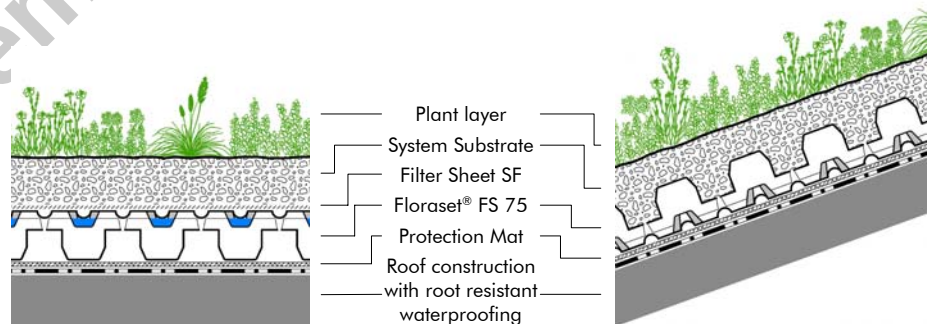 Plant layer
System Substrate
Filter Sheet SF
Floraset® FS 75
Protection Mat
Roof construction
with root resistant
waterproofing